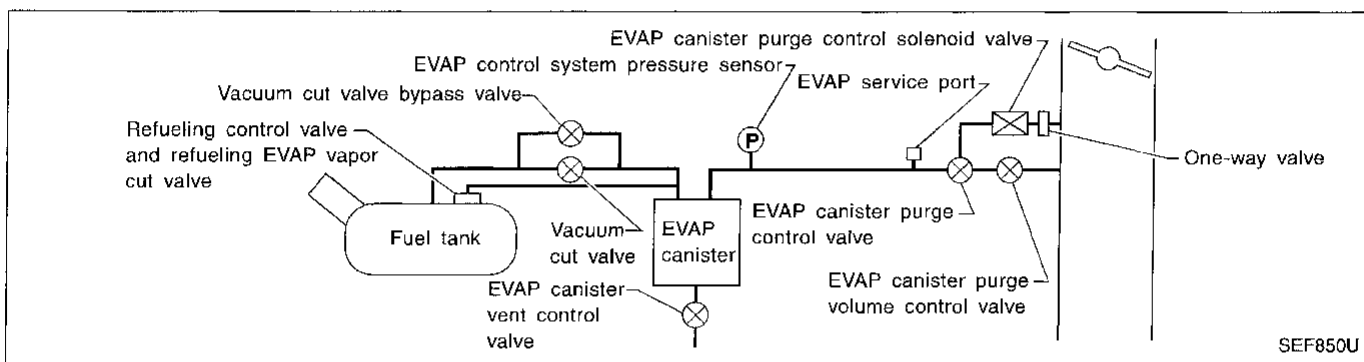 EVAP canister purge control solenoid valve
EVAP control system pressure sensor
EVAP service port
Vacuum cut valve bypass valve
Refueling control valve
and refueling EVAP vapor
cut valve
P
One-way valve
Fuel tank
Vacuum
cut valve
EVAP
canister
EVAP canister purge
control valve
EVAP canister
vent control
valve
EVAP canister purge
volume control valve
SEF850U